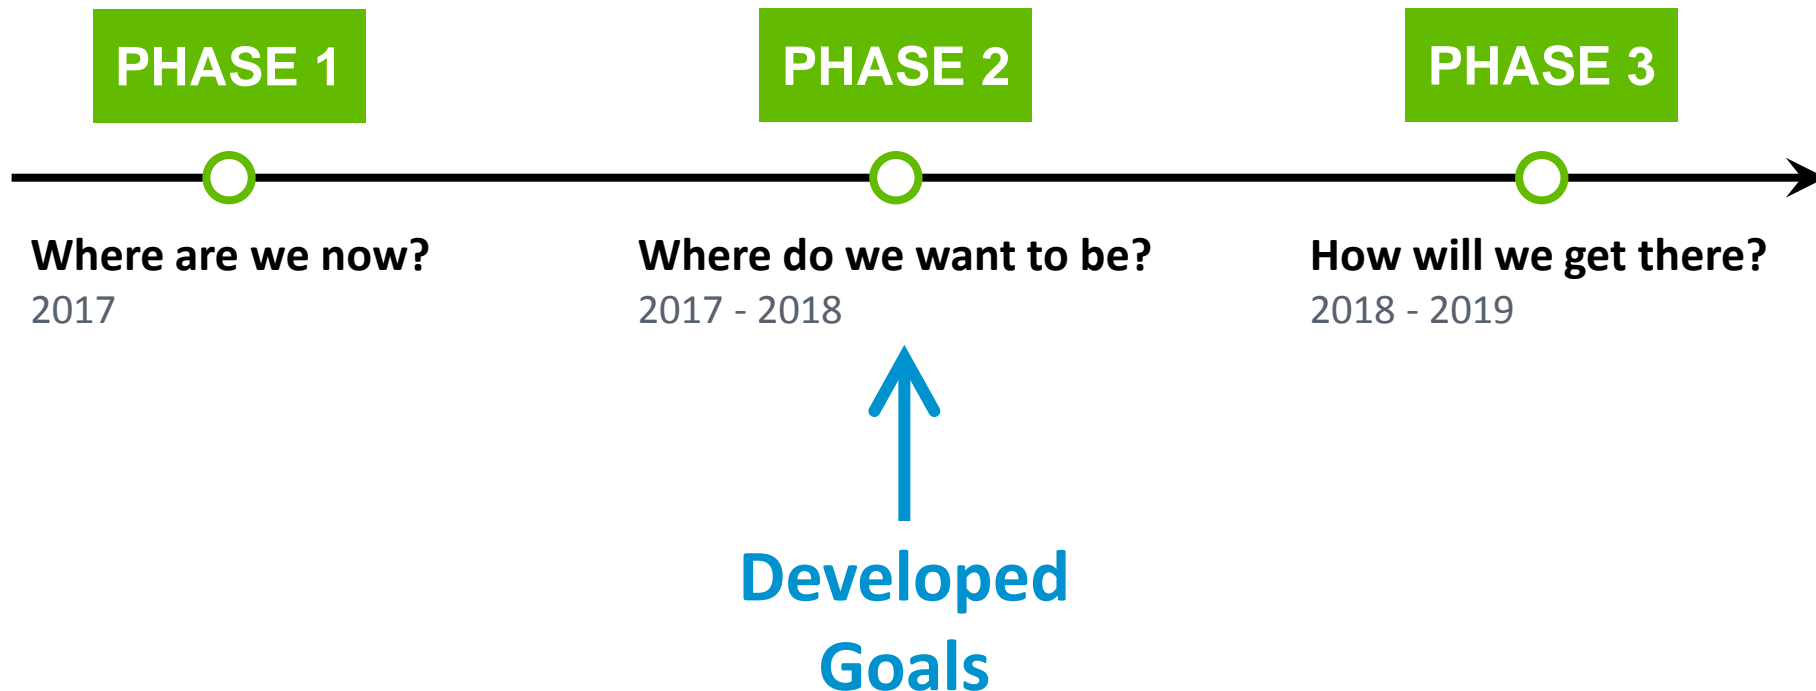 PHASE 1
PHASE 2
PHASE 3
Where are we now?
2017
Where do we want to be?
2017 - 2018
How will we get there?
2018 - 2019
Developed
Goals